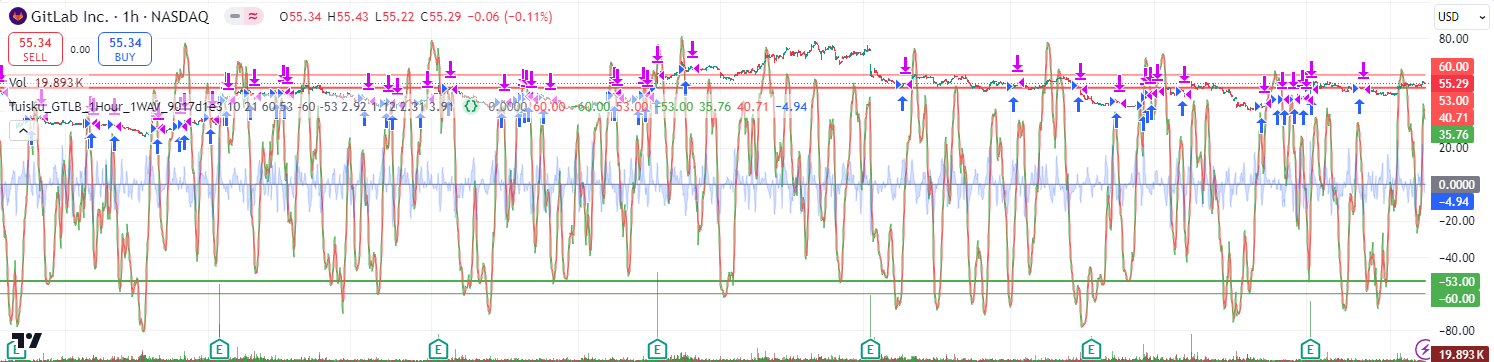 GitLab Inc. · 1h · NASDAQ O55.34 H55.43 L55.22 C55.29 −0.06 (−0.11%)
USD
55.34 0.00 55.34
SELL BUY
Vol 19.893 K
Tuisku_GTLB_1Hour_1WAV_9017d1e3 10 21 60 53 -60 -53 2.92 1.12 2.31 3.91 0.0000 60.00 −60.00 53.00 −53.00 35.76 40.71 −4.94
80.00
60.00
55.29
53.00
40.71
35.76
20.00
0.0000
−4.94
−20.00
−40.00
−53.00
−60.00
−80.00
19.893 K
E E E E E E